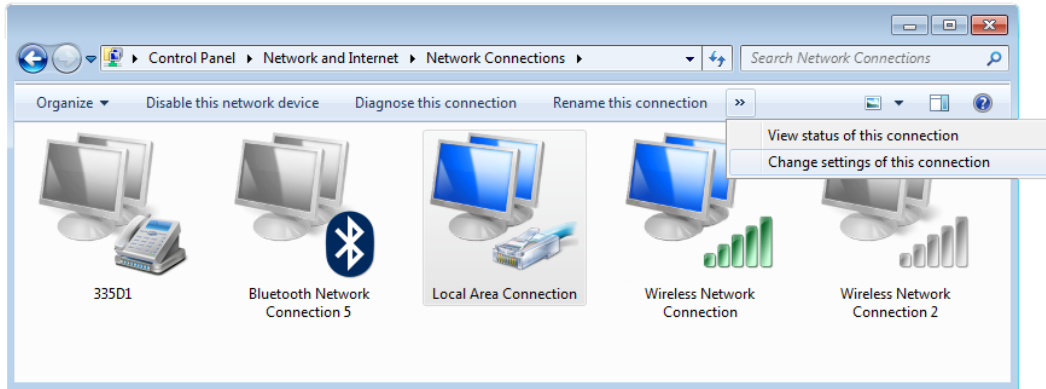 Control Panel Network and Internet Network Connections Search Network Connections
Organize Disable this network device Diagnose this connection Rename this connection »
View status of this connection
Change settings of this connection
335D1
Bluetooth Network
Connection 5
Local Area Connection
Wireless Network
Connection
Wireless Network
Connection 2